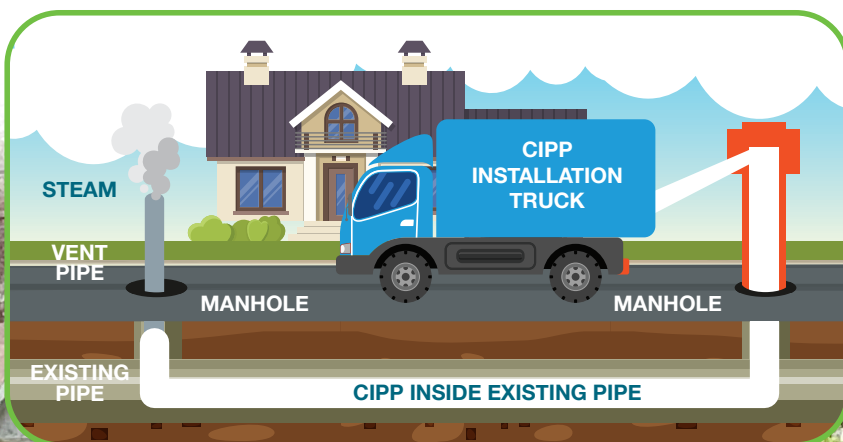 CIPP
INSTALLATION
TRUCK
STEAM
VENT
PIPE
MANHOLE
MANHOLE
EXISTING
PIPE
CIPP INSIDE EXISTING PIPE